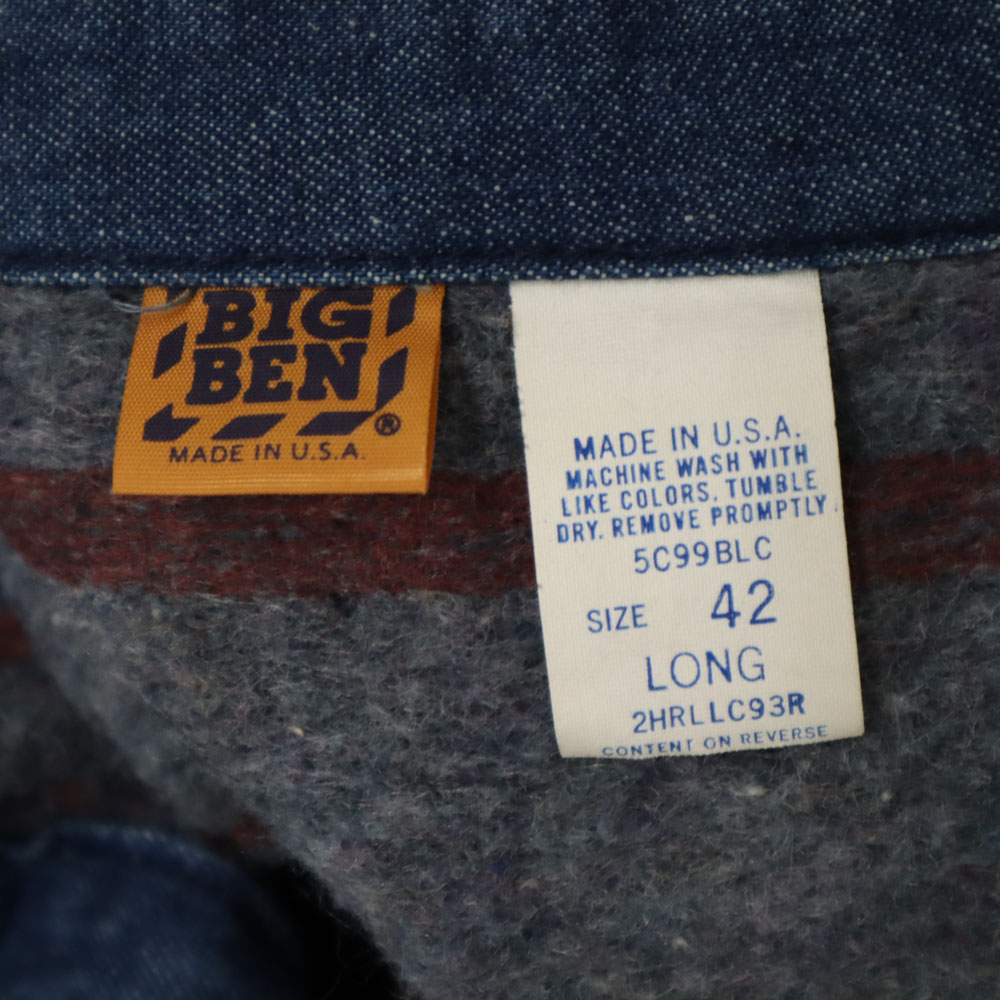 BIG
BEN
®
MADE IN U.S.A.
MADE IN U.S.A.
MACHINE WASH WITH
LIKE COLORS. TUMBLE
DRY. REMOVE PROMPTLY.
5C99BLC
SIZE 42
LONG
2HRLLC93R
CONTENT ON REVERSE